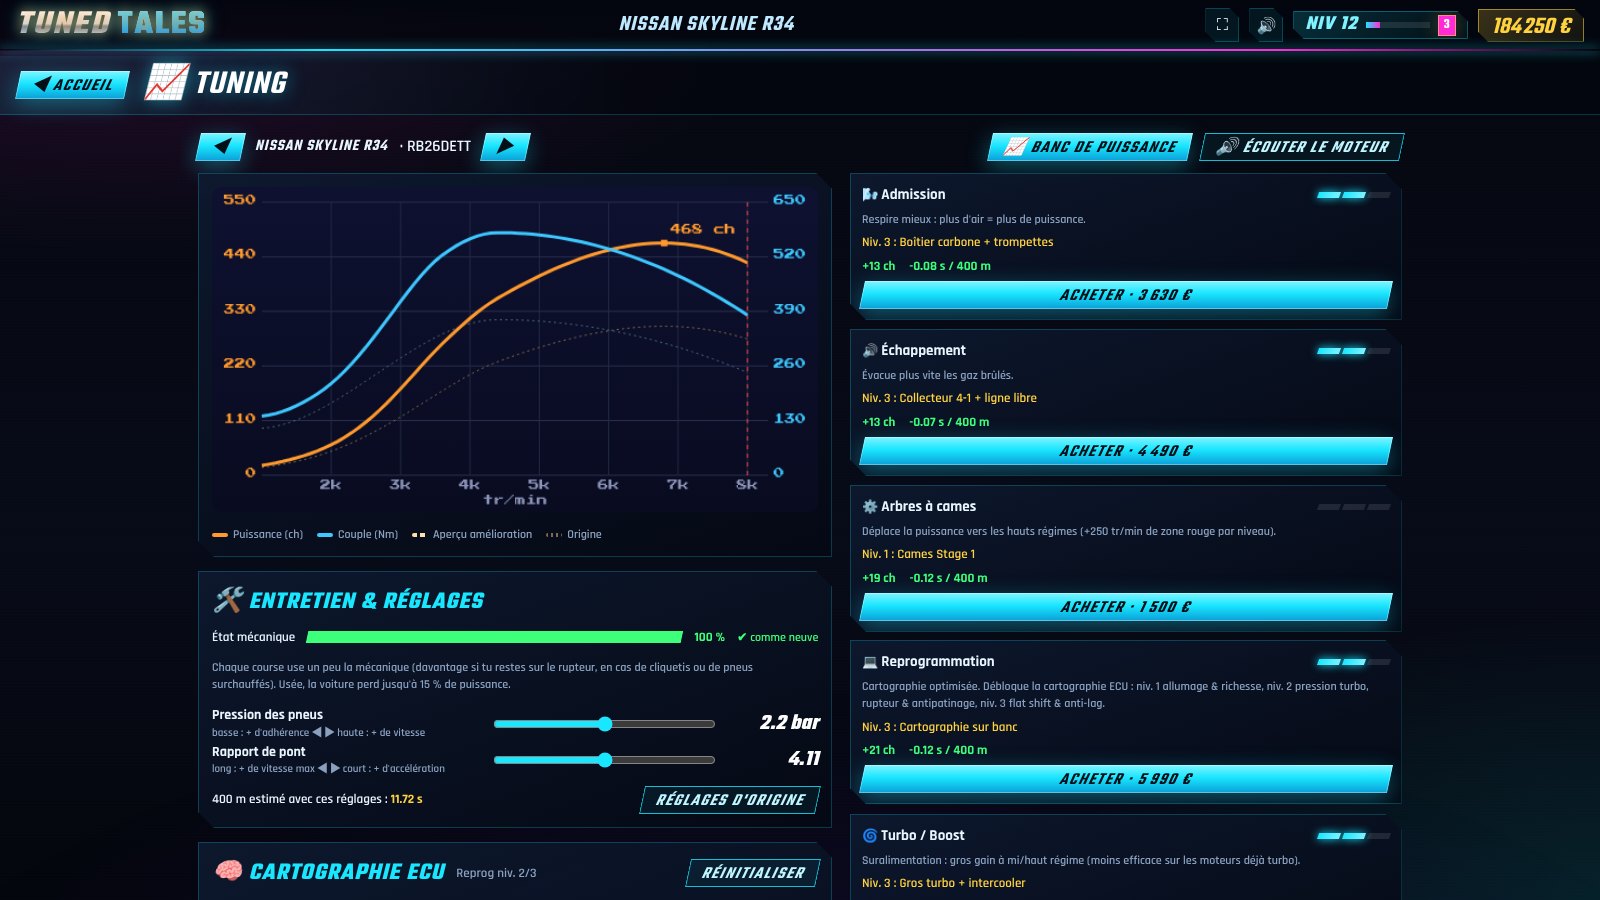 TUNED TALES
NISSAN SKYLINE R34
NIV 12
3
184 250 €
ACCUEIL
TUNING
NISSAN SKYLINE R34 · RB26DETT
BANC DE PUISSANCE
ÉCOUTER LE MOTEUR
550
440
330
220
110
0
468 ch
650
520
390
260
130
0
2k 3k 4k 5k 6k 7k 8k
tr/min
Puissance (ch) Couple (Nm) Aperçu amélioration Origine
ENTRETIEN & RÉGLAGES
État mécanique 100 % ✔ comme neuve
Chaque course use un peu la mécanique (davantage si tu restes sur le rupteur, en cas de cliquetis ou de pneus
surchauffés). Usée, la voiture perd jusqu'à 15 % de puissance.
Pression des pneus
basse : + d'adhérence ◀ ▶ haute : + de vitesse
2.2 bar
Rapport de pont
long : + de vitesse max ◀ ▶ court : + d'accélération
4.11
400 m estimé avec ces réglages : 11.72 s
RÉGLAGES D'ORIGINE
CARTOGRAPHIE ECU Reprog niv. 2/3
RÉINITIALISER
Admission
Respire mieux : plus d'air = plus de puissance.
Niv. 3 : Boîtier carbone + trompettes
+13 ch -0.08 s / 400 m
ACHETER · 3 630 €
Échappement
Évacue plus vite les gaz brûlés.
Niv. 3 : Collecteur 4-1 + ligne libre
+13 ch -0.07 s / 400 m
ACHETER · 4 490 €
Arbres à cames
Déplace la puissance vers les hauts régimes (+250 tr/min de zone rouge par niveau).
Niv. 1 : Cames Stage 1
+19 ch -0.12 s / 400 m
ACHETER · 1 500 €
Reprogrammation
Cartographie optimisée. Débloque la cartographie ECU : niv. 1 allumage & richesse, niv. 2 pression turbo,
rupteur & antipatinage, niv. 3 flat shift & anti-lag.
Niv. 3 : Cartographie sur banc
+21 ch -0.12 s / 400 m
ACHETER · 5 990 €
Turbo / Boost
Suralimentation : gros gain à mi/haut régime (moins efficace sur les moteurs déjà turbo).
Niv. 3 : Gros turbo + intercooler